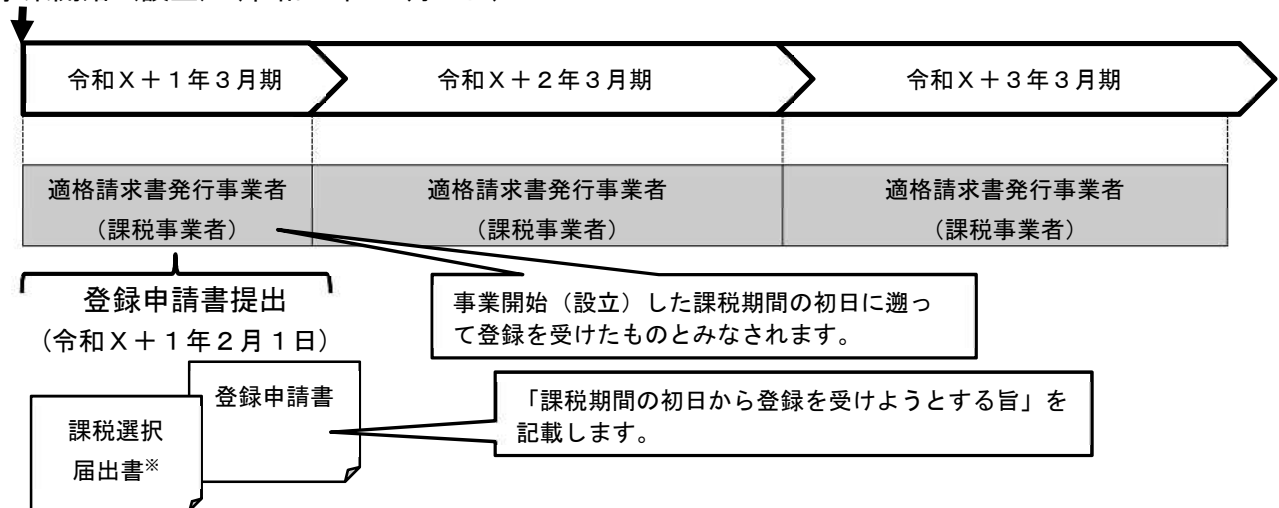 令和X+1年3月期
令和X+2年3月期
令和X+3年3月期
適格請求書発行事業者
(課税事業者)
適格請求書発行事業者
(課税事業者)
適格請求書発行事業者
(課税事業者)
登録申請書提出
(令和X+1年2月1日)
事業開始(設立)した課税期間の初日に遡っ
て登録を受けたものとみなされます。
登録申請書
「課税期間の初日から登録を受けようとする旨」を
記載します。
課税選択
届出書※